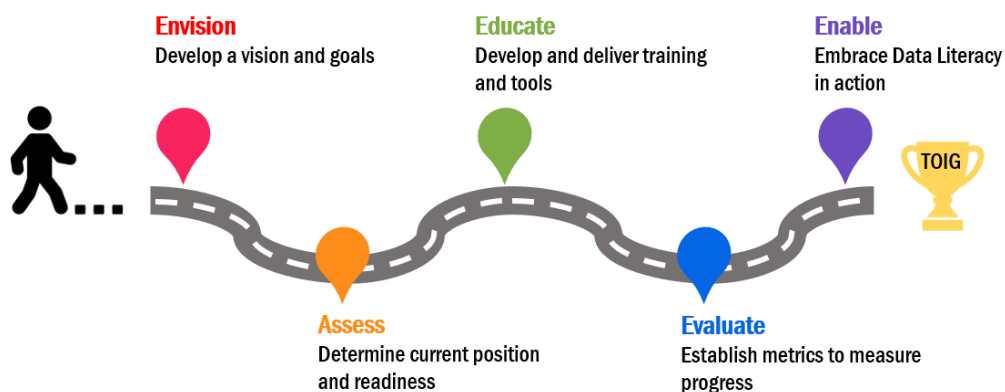 Envision
Develop a vision and goals
Assess
Determine current position
and readiness
Educate
Develop and deliver training
and tools
Evaluate
Establish metrics to measure
progress
Enable
Embrace Data Literacy
in action
TOIG